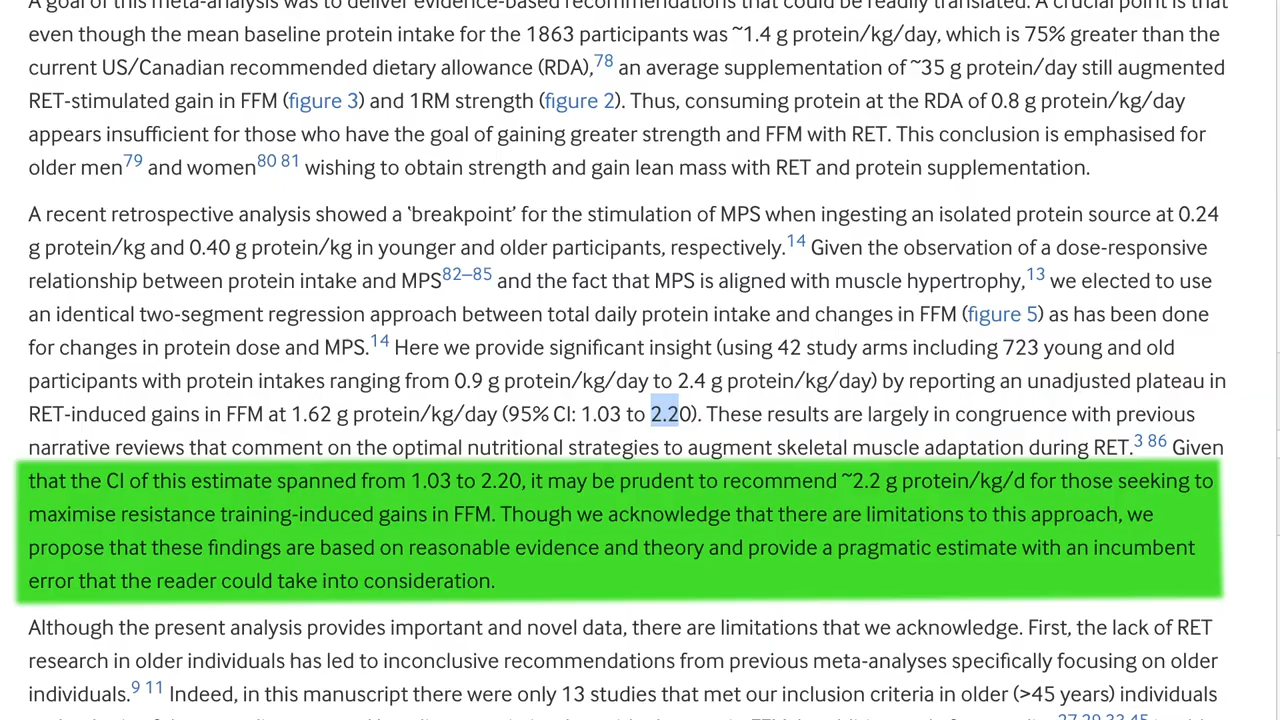 A goal of this meta-analysis was to deliver evidence-based recommendations that could be readily translated. A crucial point is that
even though the mean baseline protein intake for the 1863 participants was ~1.4 g protein/kg/day, which is 75% greater than the
current US/Canadian recommended dietary allowance (RDA),78 an average supplementation of ~35 g protein/day still augmented
RET-stimulated gain in FFM (figure 3) and 1RM strength (figure 2). Thus, consuming protein at the RDA of 0.8 g protein/kg/day
appears insufficient for those who have the goal of gaining greater strength and FFM with RET. This conclusion is emphasised for
older men79 and women80 81 wishing to obtain strength and gain lean mass with RET and protein supplementation.
A recent retrospective analysis showed a 'breakpoint' for the stimulation of MPS when ingesting an isolated protein source at 0.24
g protein/kg and 0.40 g protein/kg in younger and older participants, respectively.14 Given the observation of a dose-responsive
relationship between protein intake and MPS82–85 and the fact that MPS is aligned with muscle hypertrophy,13 we elected to use
an identical two-segment regression approach between total daily protein intake and changes in FFM (figure 5) as has been done
for changes in protein dose and MPS.14 Here we provide significant insight (using 42 study arms including 723 young and old
participants with protein intakes ranging from 0.9 g protein/kg/day to 2.4 g protein/kg/day) by reporting an unadjusted plateau in
RET-induced gains in FFM at 1.62 g protein/kg/day (95% CI: 1.03 to 2.20). These results are largely in congruence with previous
narrative reviews that comment on the optimal nutritional strategies to augment skeletal muscle adaptation during RET.3 86 Given
that the CI of this estimate spanned from 1.03 to 2.20, it may be prudent to recommend ~2.2 g protein/kg/d for those seeking to
maximise resistance training-induced gains in FFM. Though we acknowledge that there are limitations to this approach, we
propose that these findings are based on reasonable evidence and theory and provide a pragmatic estimate with an incumbent
error that the reader could take into consideration.
Although the present analysis provides important and novel data, there are limitations that we acknowledge. First, the lack of RET
research in older individuals has led to inconclusive recommendations from previous meta-analyses specifically focusing on older
individuals.9 11 Indeed, in this manuscript there were only 13 studies that met our inclusion criteria in older (>45 years) individuals